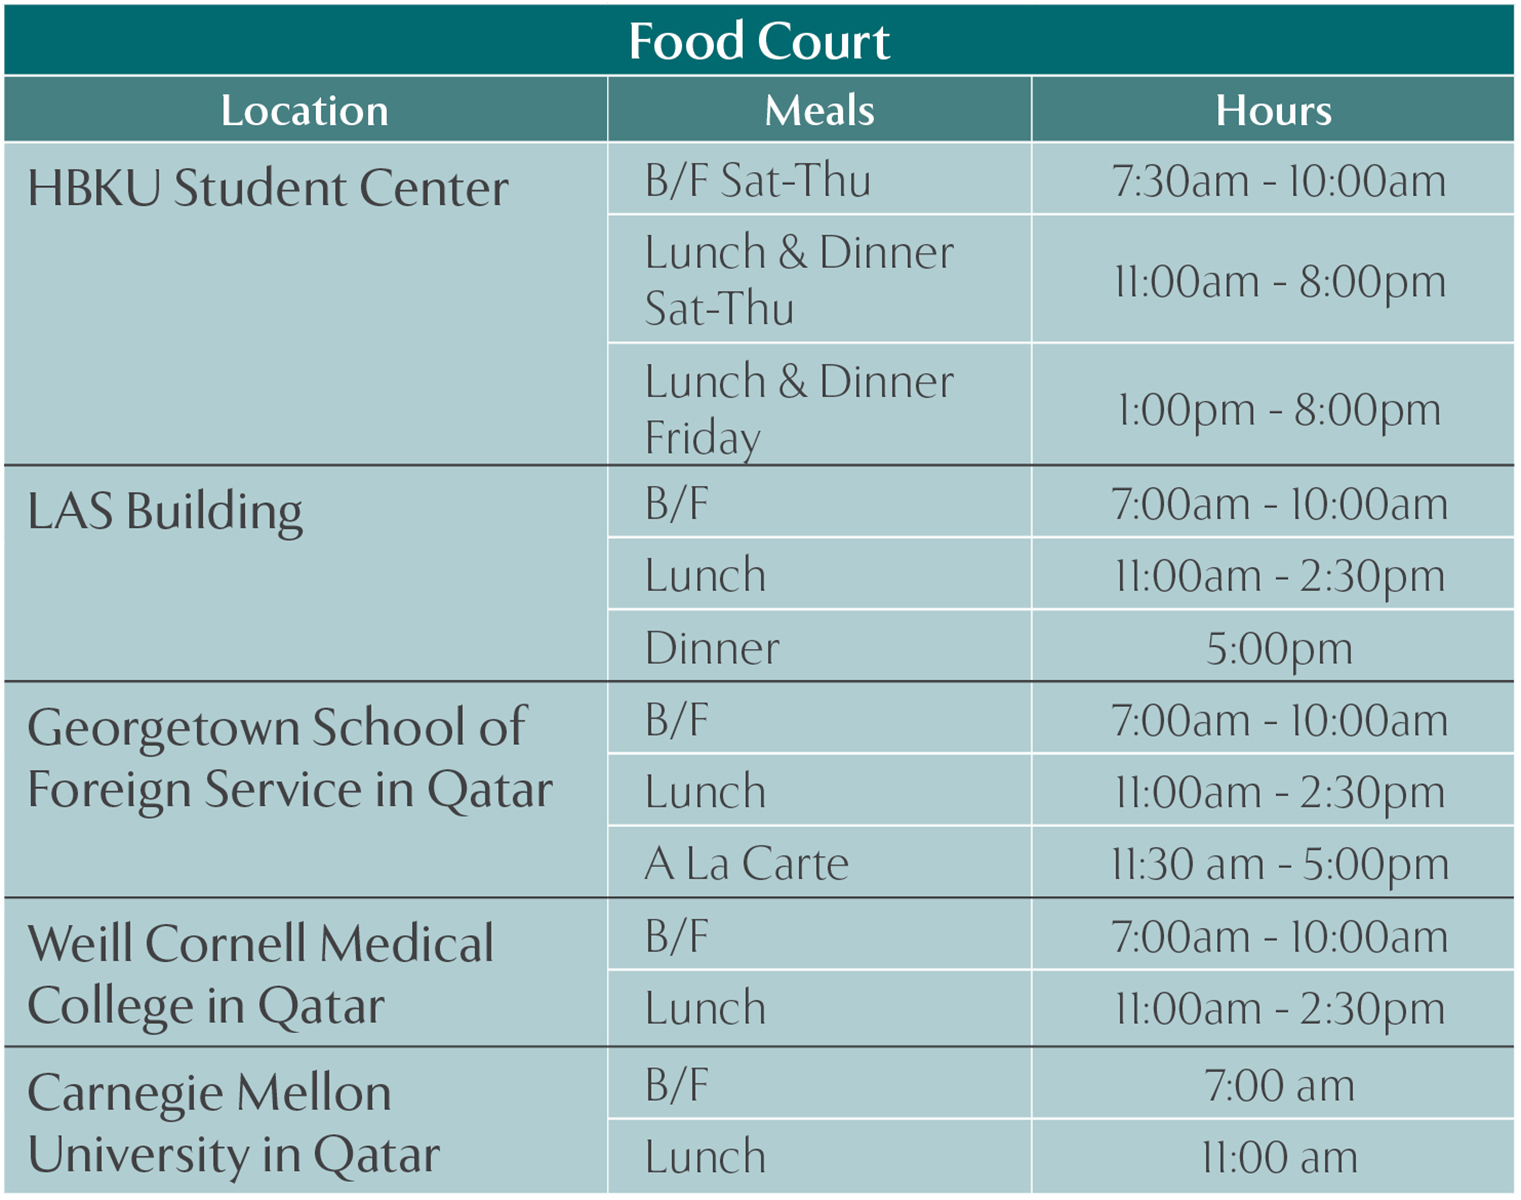 Food Court
Location Meals Hours
HBKU Student Center B/F Sat-Thu 7:30am - 10:00am
Lunch & Dinner
Sat-Thu 11:00am - 8:00pm
Lunch & Dinner
Friday 1:00pm - 8:00pm
LAS Building B/F 7:00am - 10:00am
Lunch 11:00am - 2:30pm
Dinner 5:00pm
Georgetown School of
Foreign Service in Qatar
B/F 7:00am - 10:00am
Lunch 11:00am - 2:30pm
A La Carte 11:30 am - 5:00pm
Weill Cornell Medical
College in Qatar
B/F 7:00am - 10:00am
Lunch 11:00am - 2:30pm
Carnegie Mellon
University in Qatar
B/F 7:00 am
Lunch 11:00 am